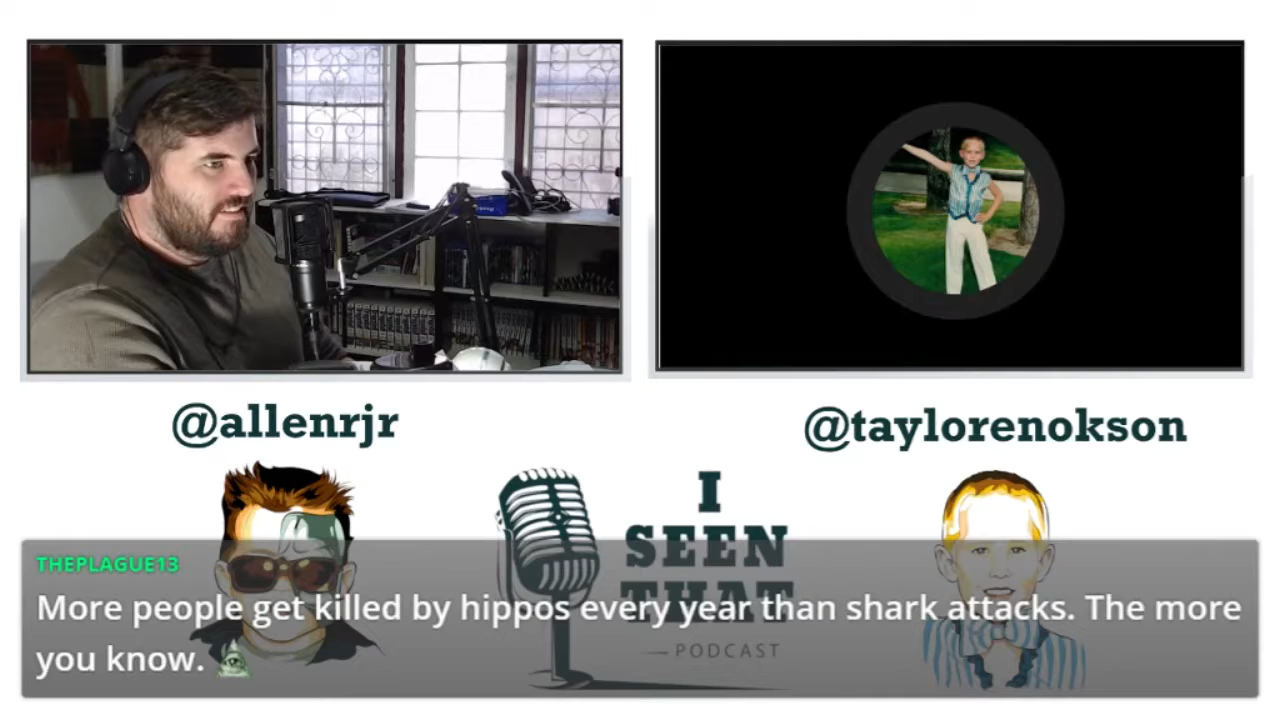 @allenrjr
@taylorenokson
I
SEEN
THAT
PODCAST
THEPLAGUE13
More people get killed by hippos every year than shark attacks. The more
you know.